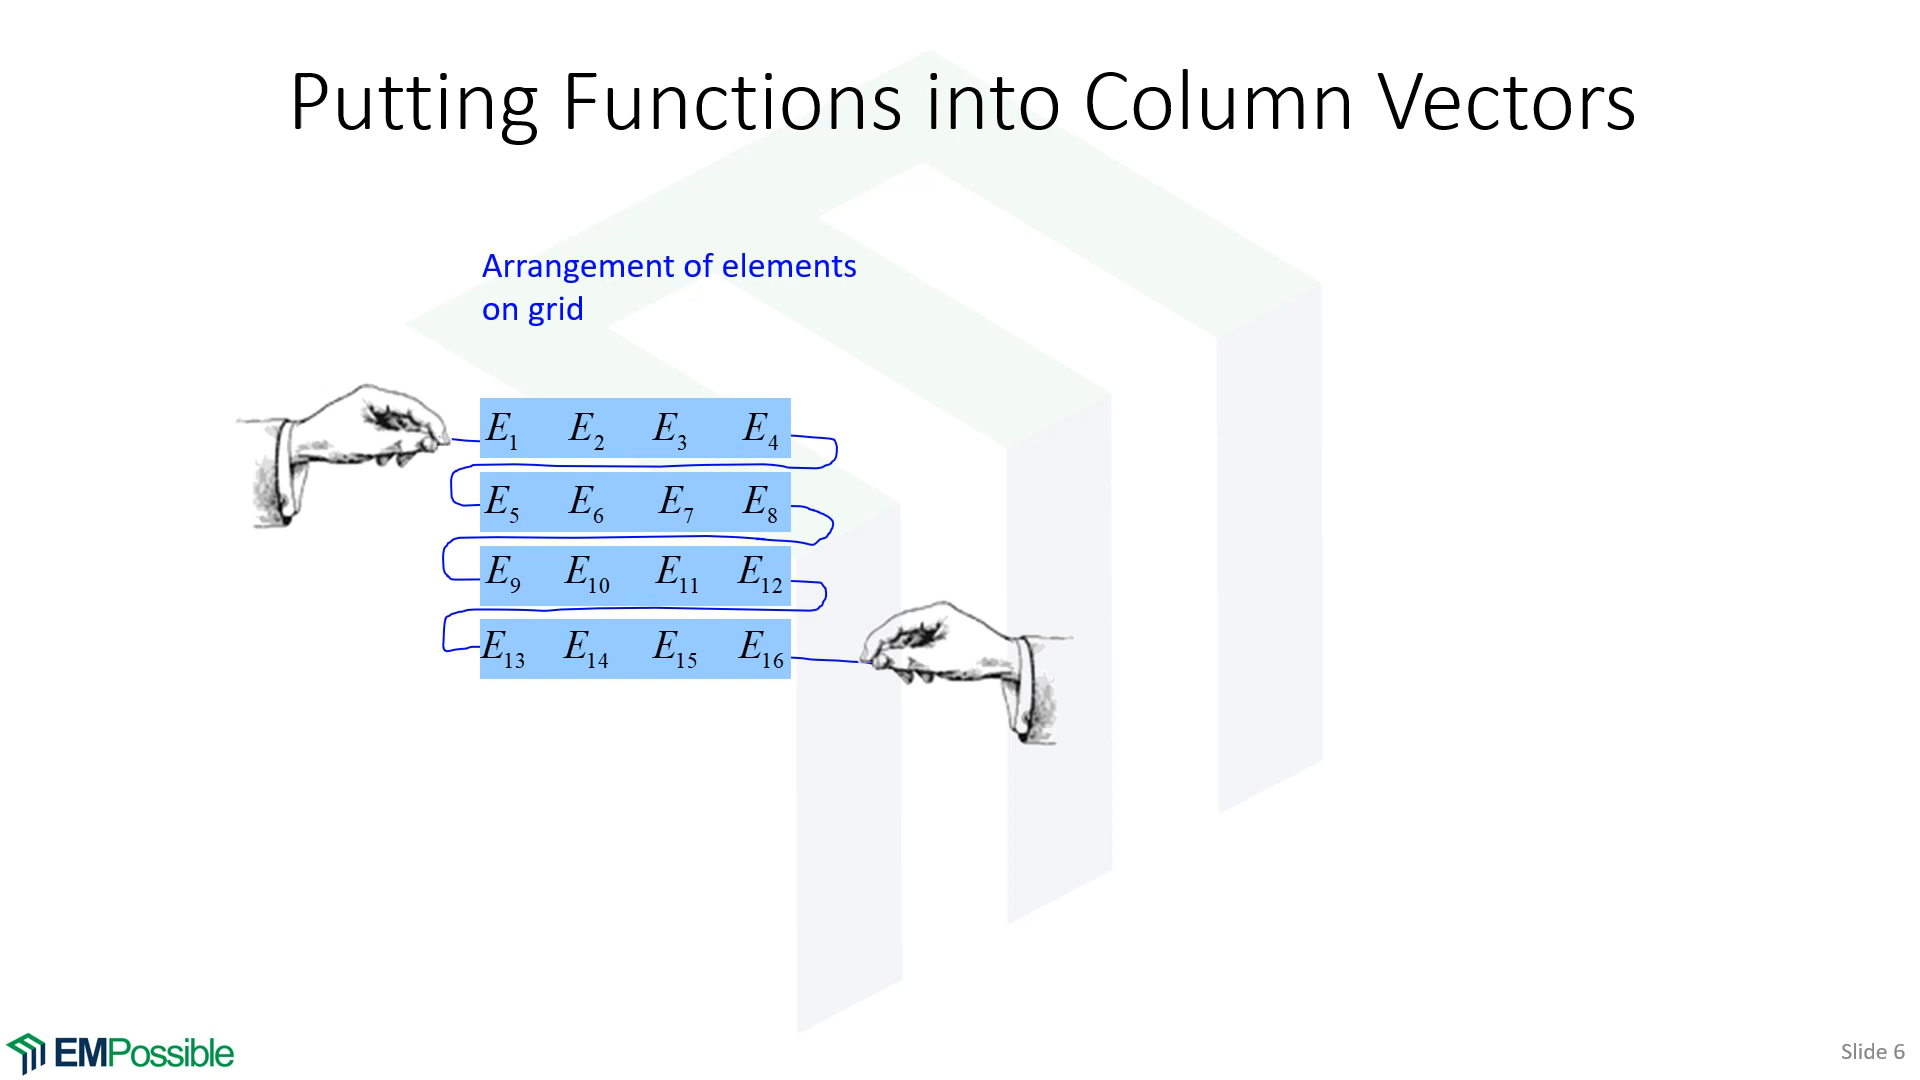 Putting Functions into Column Vectors
Arrangement of elements
on grid
E₁ E₂ E₃ E₄
E₅ E₆ E₇ E₈
E₉ E₁₀ E₁₁ E₁₂
E₁₃ E₁₄ E₁₅ E₁₆
EMPossible
Slide 6